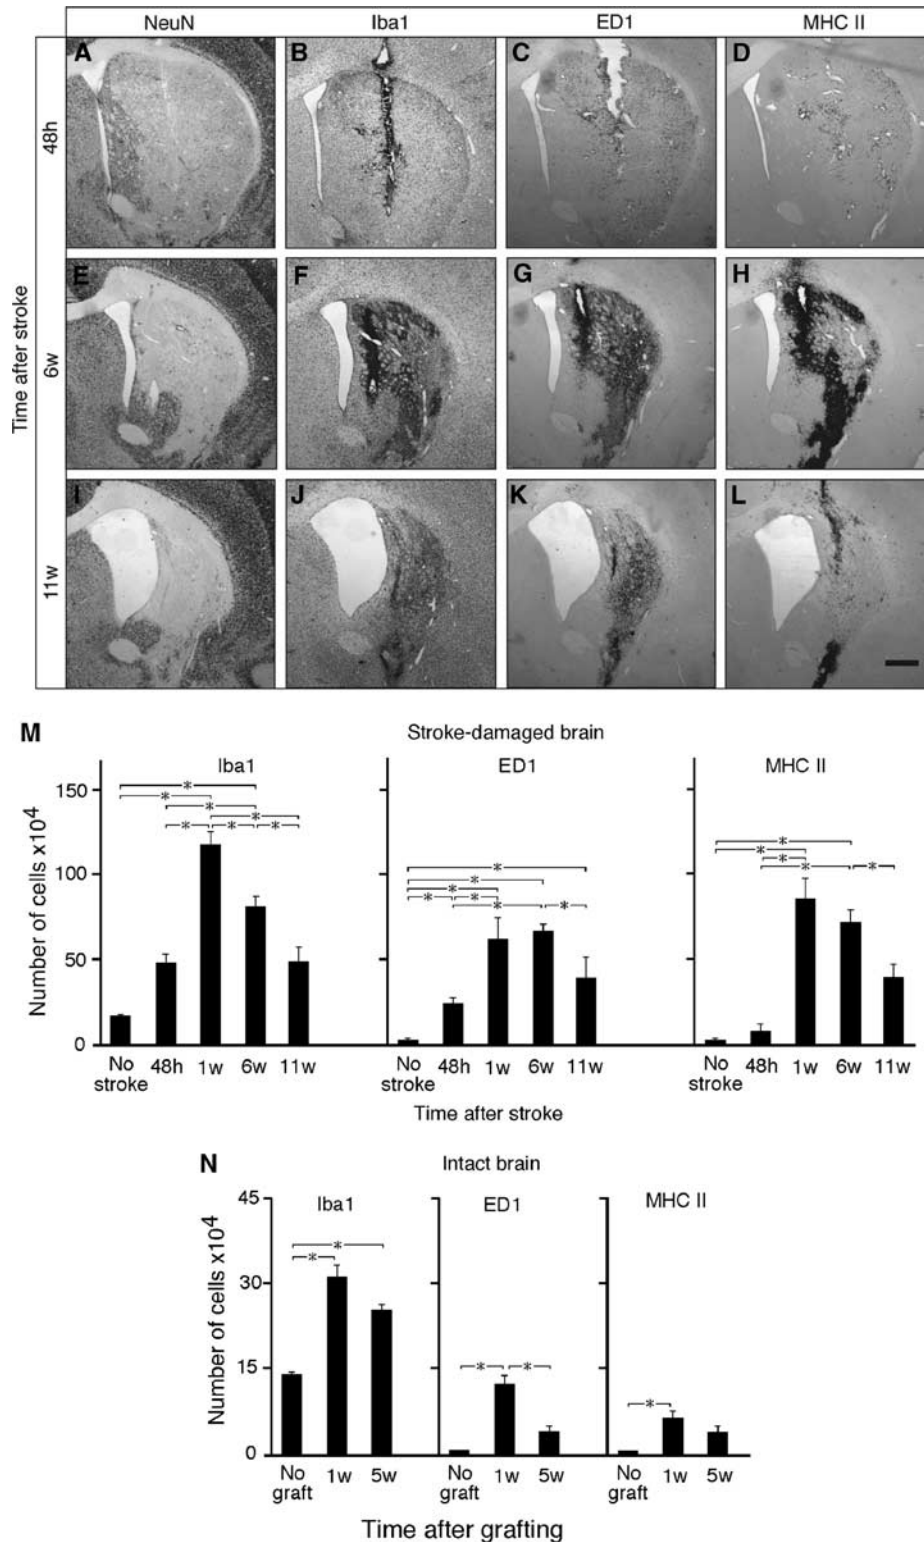 NeuN Iba1 ED1 MHC II
Time after stroke
48h
A B C D
6w
E F G H
11w
I J K L
M
Stroke-damaged brain
Iba1 ED1 MHC II
Number of cells x10⁴
150
100
50
0
* * * * * * * * * * * * * * * * * * *
No stroke 48h 1w 6w 11w No stroke 48h 1w 6w 11w No stroke 48h 1w 6w 11w
Time after stroke
N
Intact brain
Iba1 ED1 MHC II
Number of cells x10⁴
45
30
15
0
* * * * *
No graft 1w 5w No graft 1w 5w No graft 1w 5w
Time after grafting